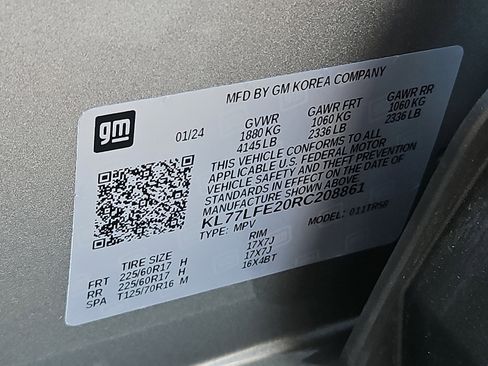 gm
MFD BY GM KOREA COMPANY
01/24
GVWR GAWR FRT GAWR RR
1880 KG 1060 KG 1060 KG
4145 LB 2336 LB 2336 LB
THIS VEHICLE CONFORMS TO ALL
APPLICABLE U.S. FEDERAL MOTOR
VEHICLE SAFETY AND THEFT PREVENTION
STANDARDS IN EFFECT ON THE DATE OF
MANUFACTURE SHOWN ABOVE.
KL77LFE20RC208861
TYPE: MPV MODEL: 011TR58
TIRE SIZE RIM
FRT 225/60R17 H 17X7J
RR 225/60R17 H 17X7J
SPA T125/70R16 M 16X4BT